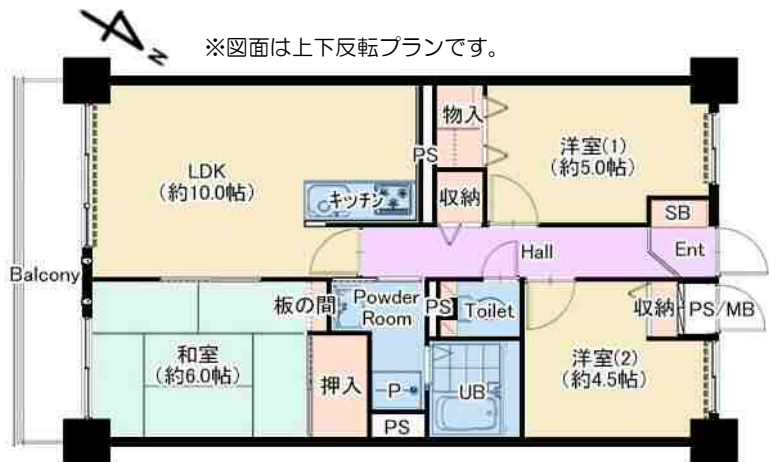 N
※図面は上下反転プランです。
物入
洋室(1)
(約5.0帖)
LDK
(約10.0帖)
PS
キッチン
収納
SB
Hall
Ent
Balcony
板の間
Powder
Room
PS
Toilet
収納
PS/MB
和室
(約6.0帖)
押入
P
UB
洋室(2)
(約4.5帖)
PS